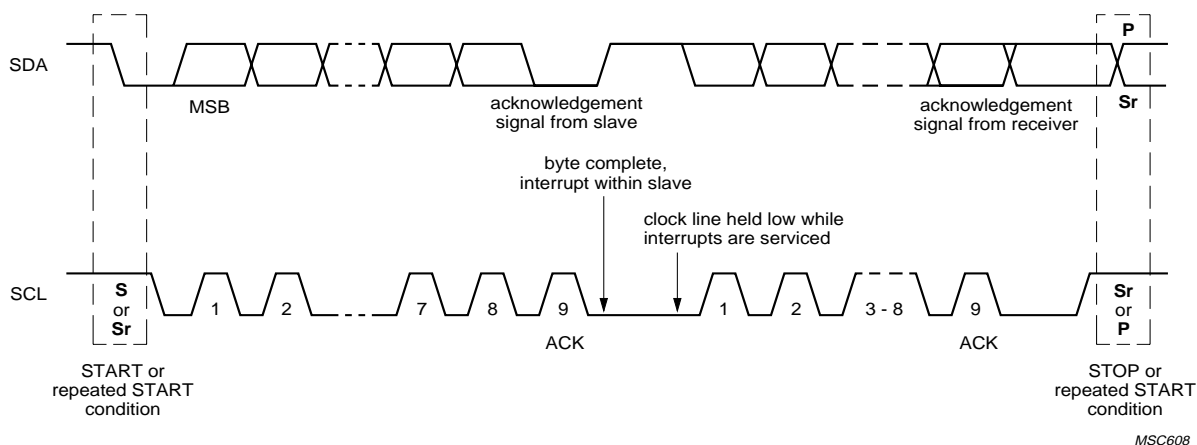 P
SDA
MSB
acknowledgement
signal from slave
acknowledgement
signal from receiver
Sr
byte complete,
interrupt within slave
clock line held low while
interrupts are serviced
SCL
S
or
Sr
1
2
7
8
9
1
2
3 - 8
9
Sr
or
P
ACK
ACK
START or
repeated START
condition
STOP or
repeated START
condition
MSC608